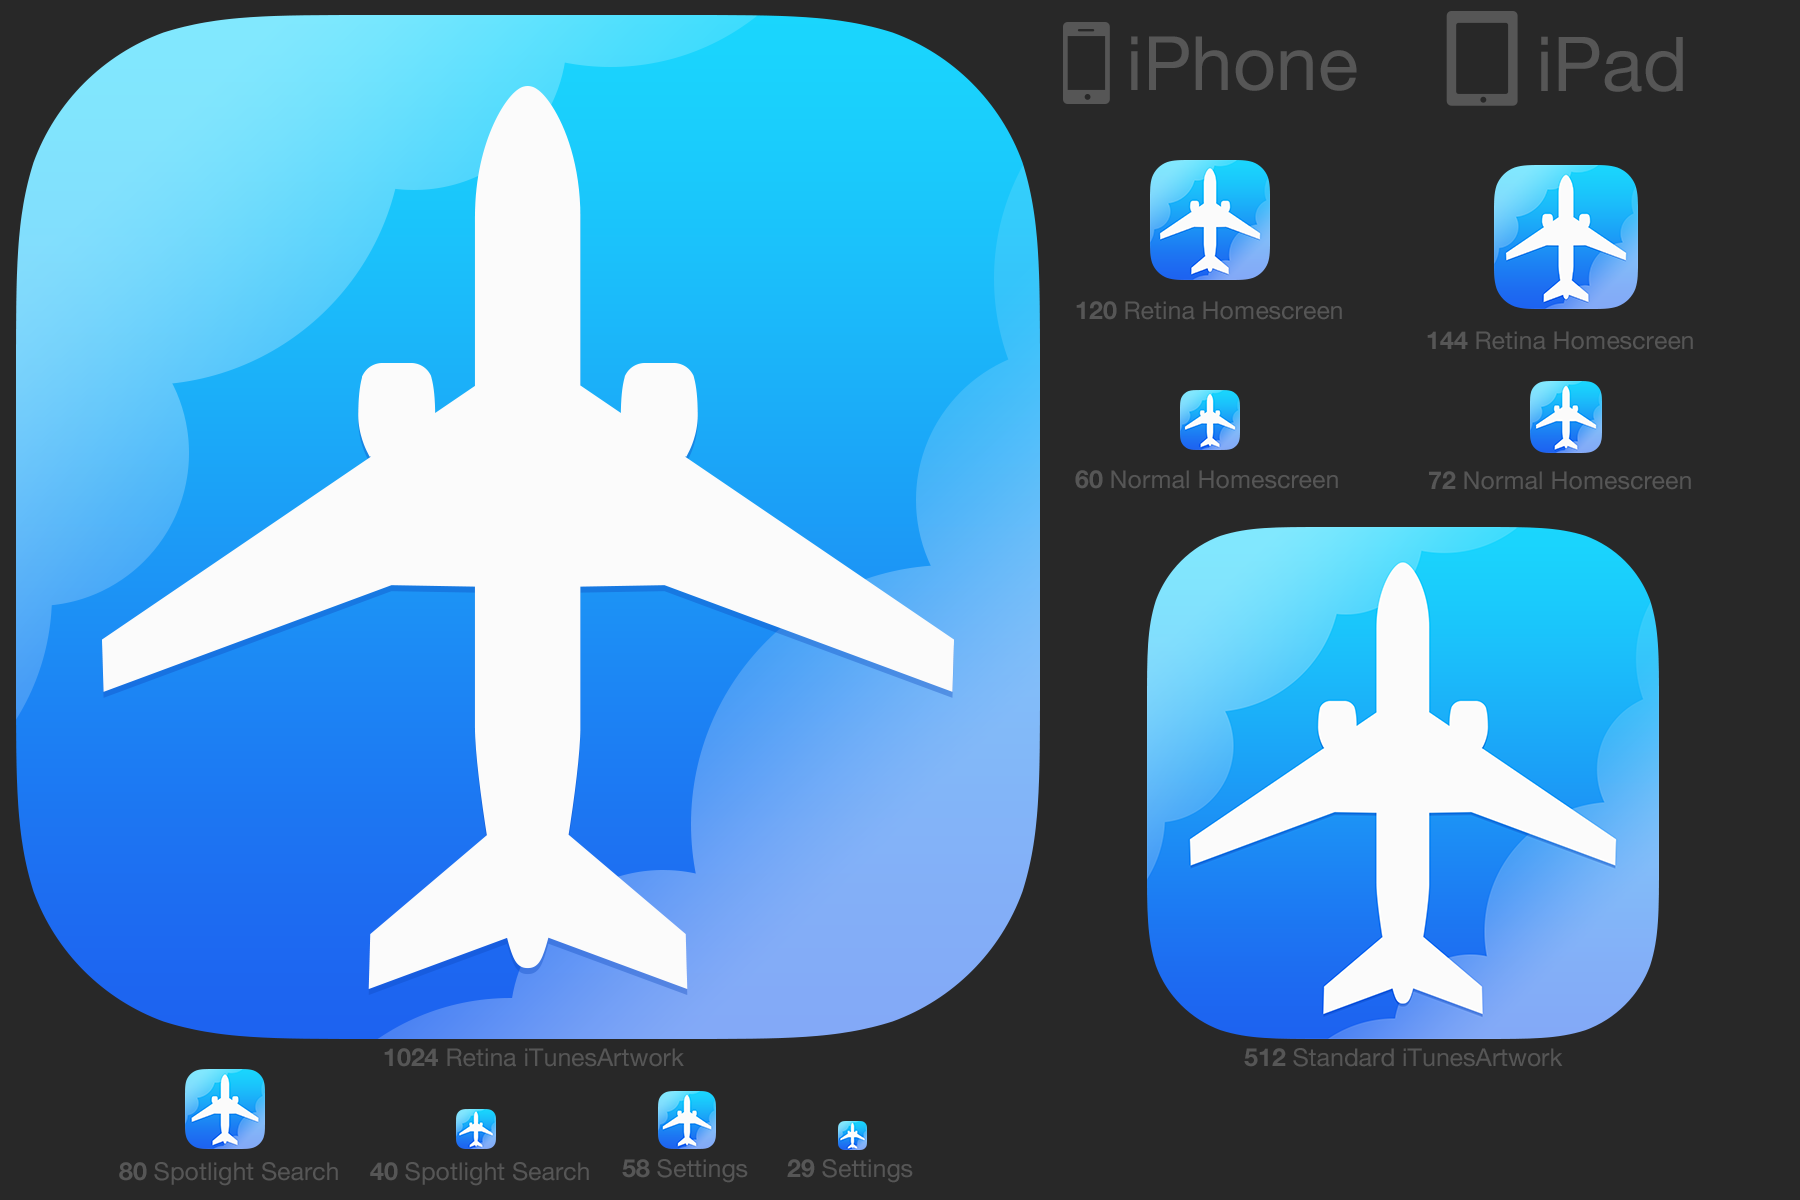 iPhone
iPad
120 Retina Homescreen
144 Retina Homescreen
60 Normal Homescreen
72 Normal Homescreen
1024 Retina iTunesArtwork
512 Standard iTunesArtwork
80 Spotlight Search
40 Spotlight Search
58 Settings
29 Settings